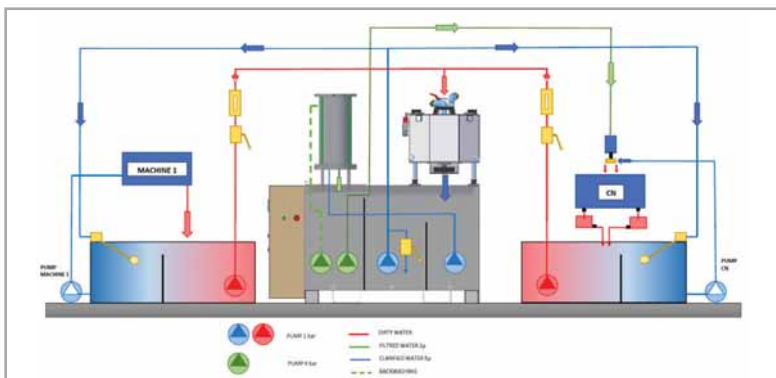 MACHINE 1
CN
PUMP
MACHINE 1
PUMP
CN
PUMP 1 bar
PUMP 4 bar
DIRTY WATER
FILTRED WATER 2µ
CLARIFIED WATER 5µ
BACKWASHING